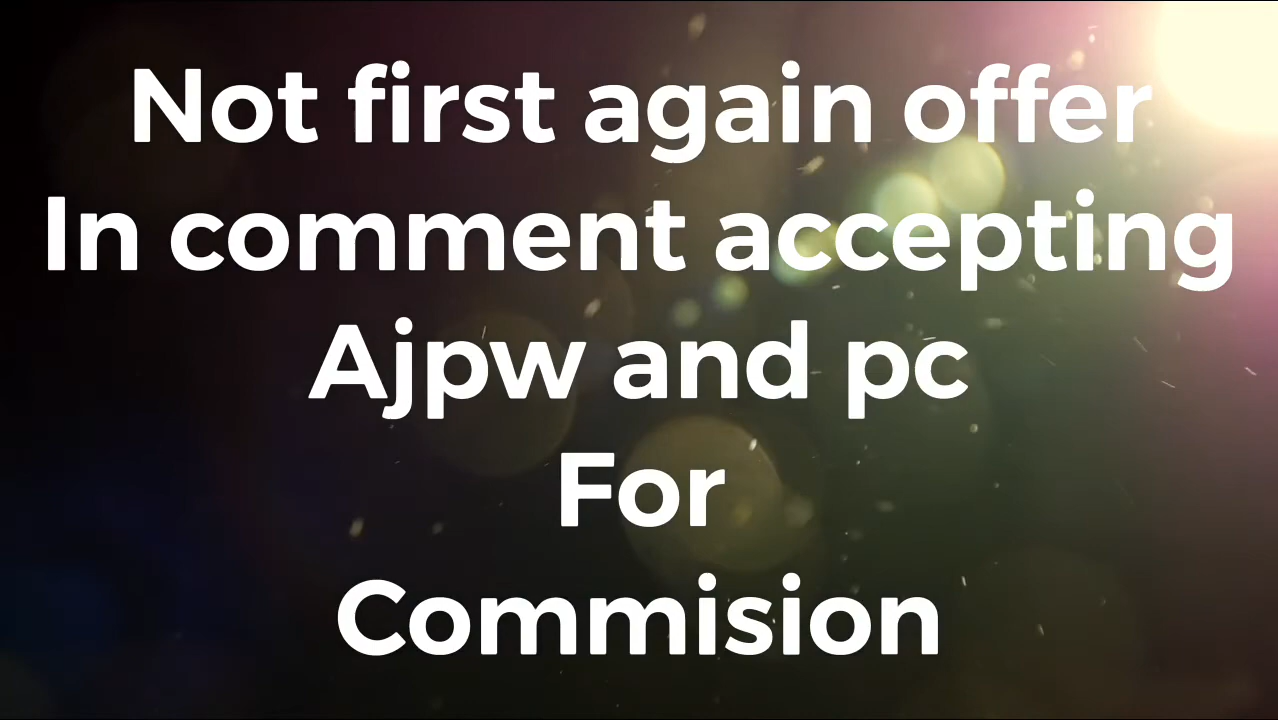 Not first again offer
In comment accepting
Ajpw and pc
For
Commision